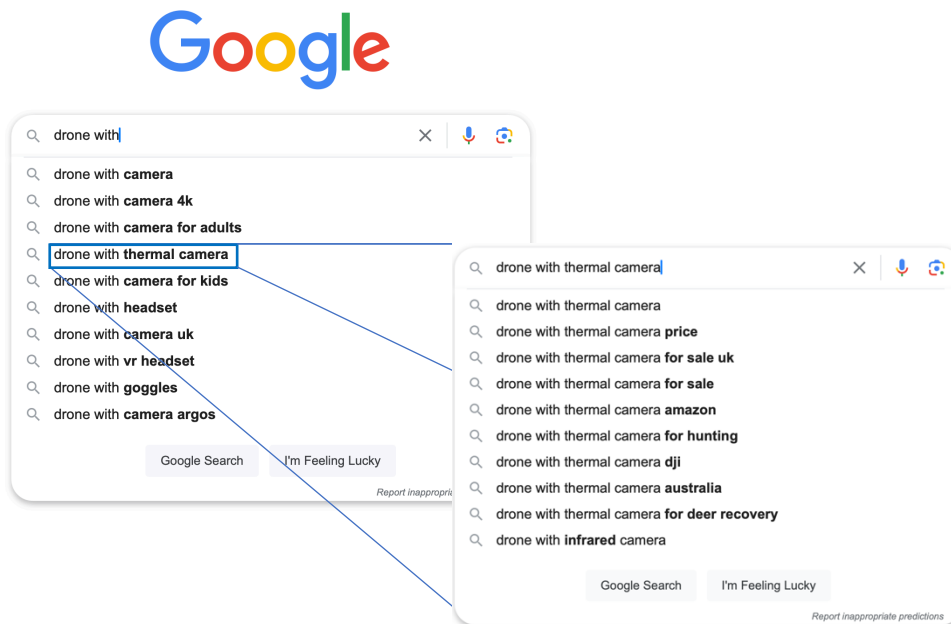 Google
drone with
drone with camera
drone with camera 4k
drone with camera for adults
drone with thermal camera
drone with camera for kids
drone with headset
drone with camera uk
drone with vr headset
drone with goggles
drone with camera argos
Google Search
I'm Feeling Lucky
Report inappropria
drone with thermal camera
drone with thermal camera
drone with thermal camera price
drone with thermal camera for sale uk
drone with thermal camera for sale
drone with thermal camera amazon
drone with thermal camera for hunting
drone with thermal camera dji
drone with thermal camera australia
drone with thermal camera for deer recovery
drone with infrared camera
Google Search
I'm Feeling Lucky
Report inappropriate predictions